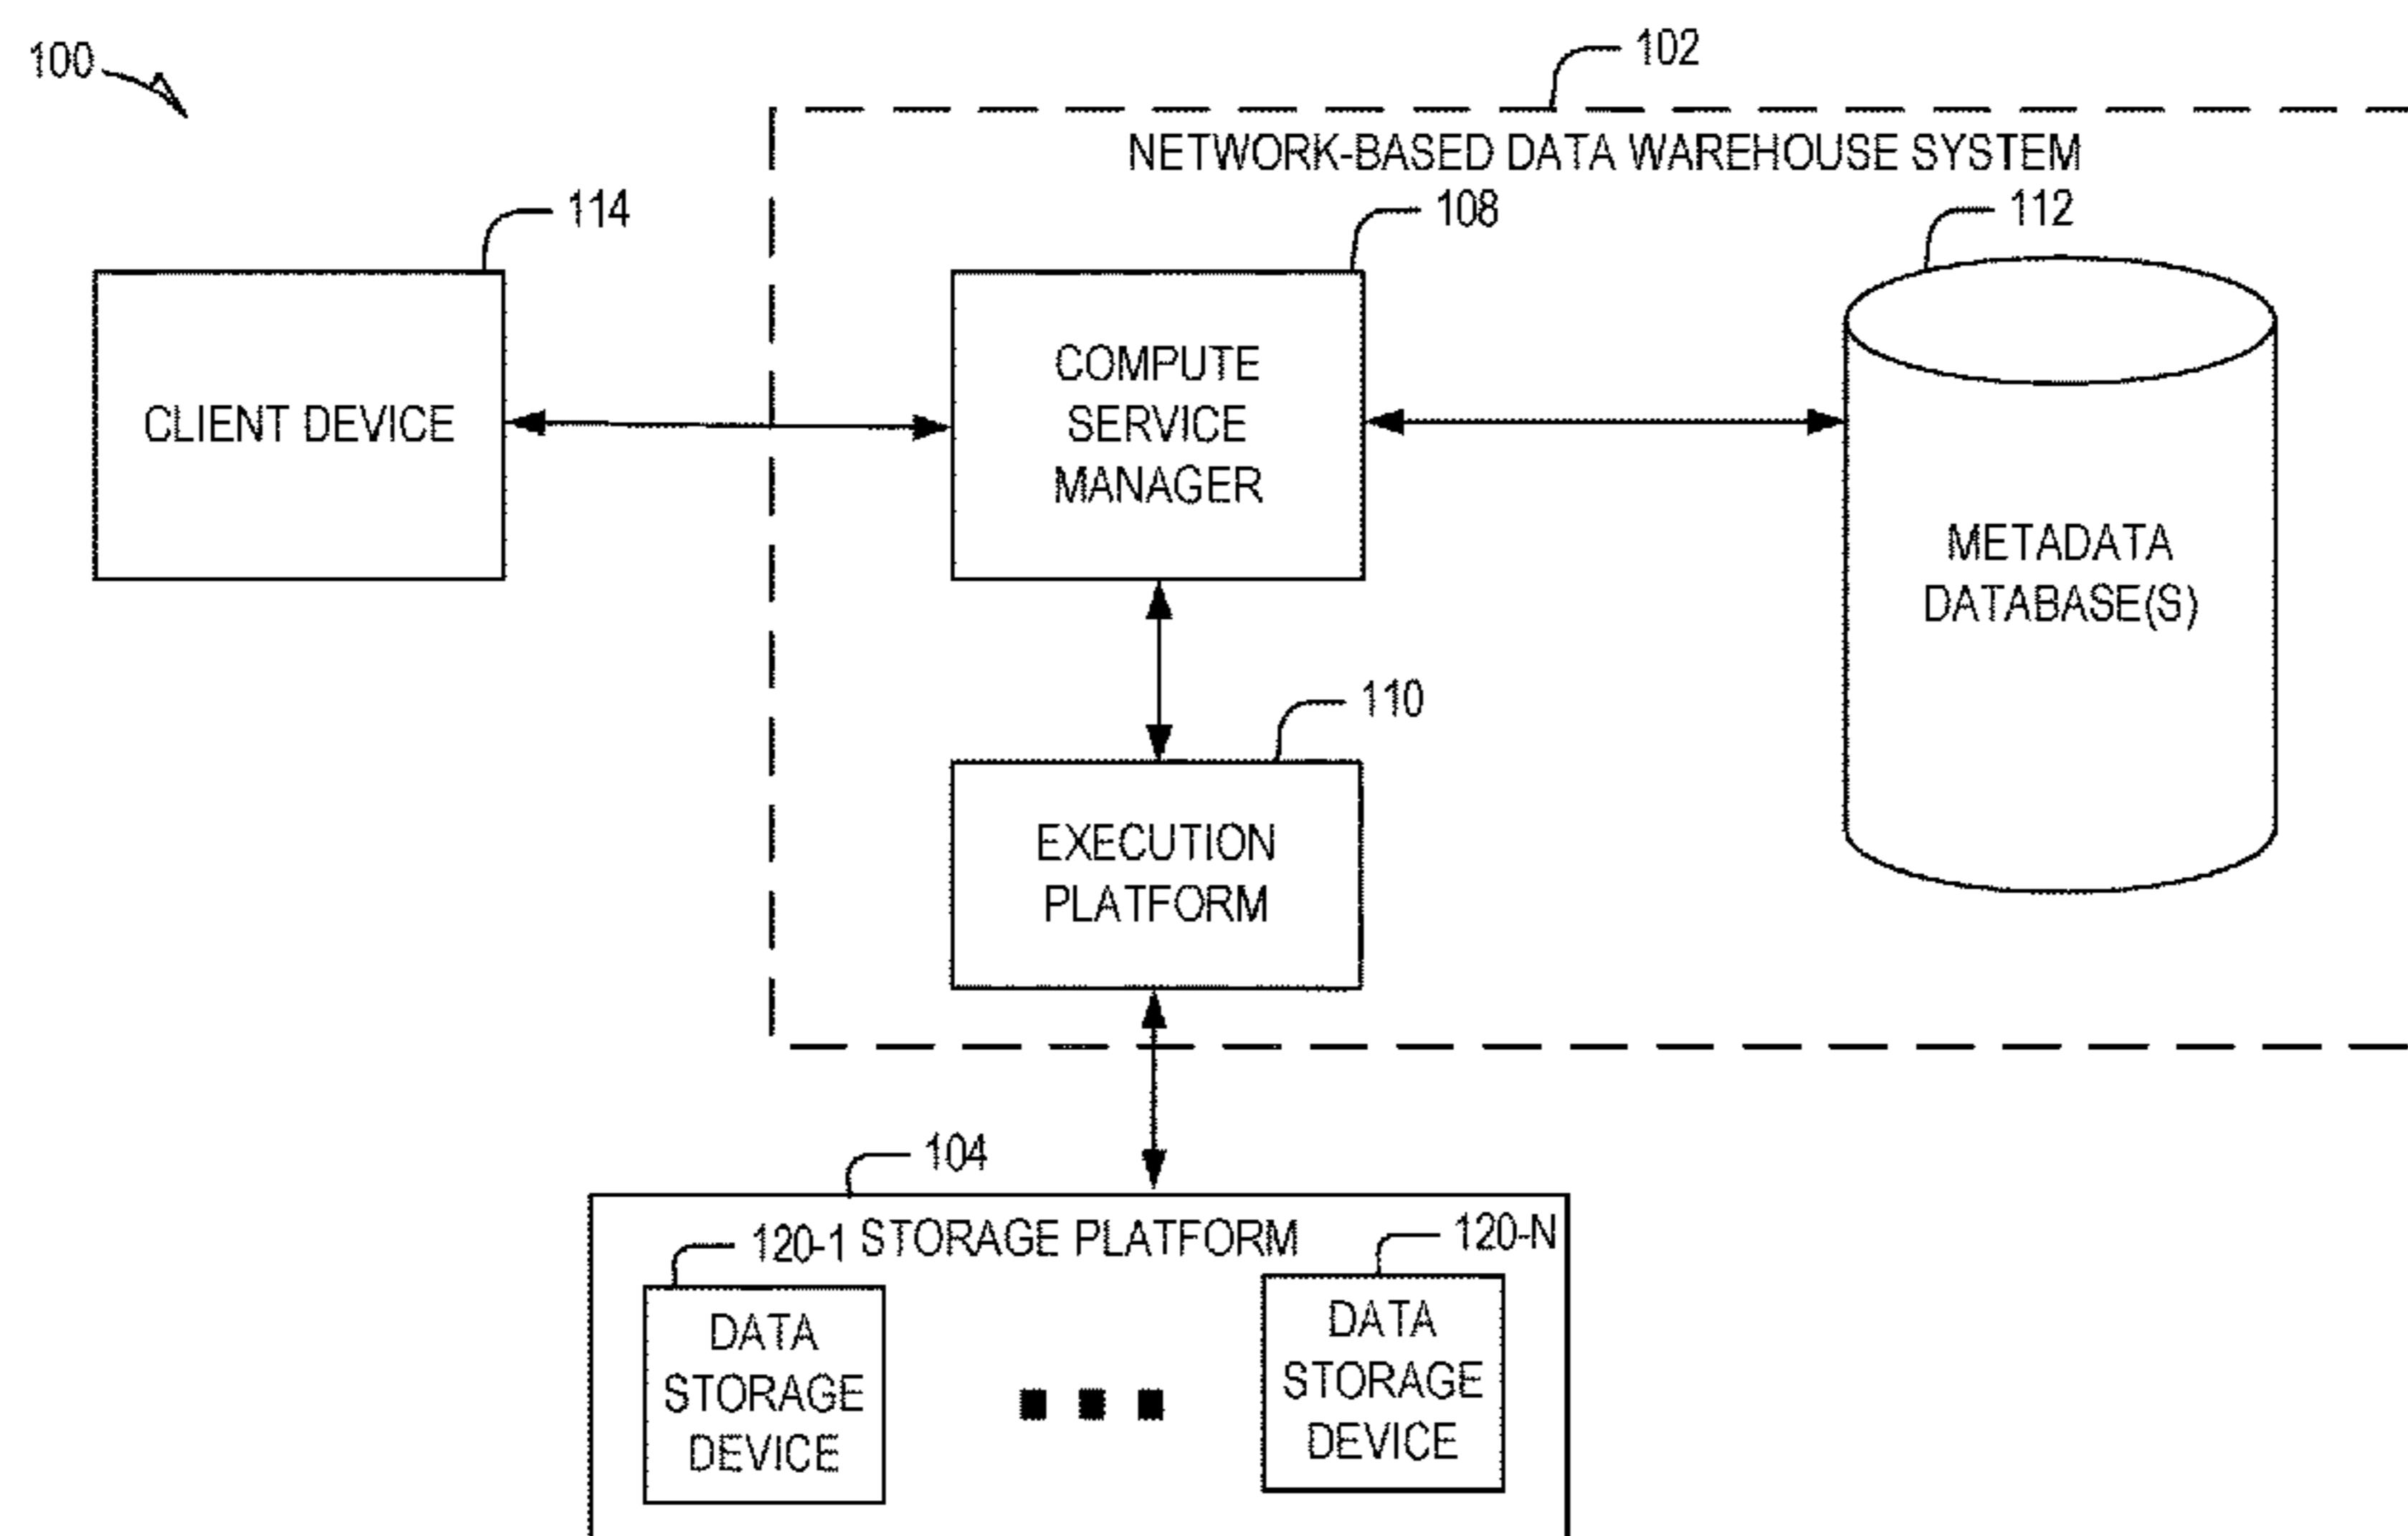 100
102
NETWORK-BASED DATA WAREHOUSE SYSTEM
114
108
112
CLIENT DEVICE
COMPUTE
SERVICE
MANAGER
METADATA
DATABASE(S)
110
EXECUTION
PLATFORM
104
STORAGE PLATFORM
120-1
120-N
DATA
STORAGE
DEVICE
DATA
STORAGE
DEVICE